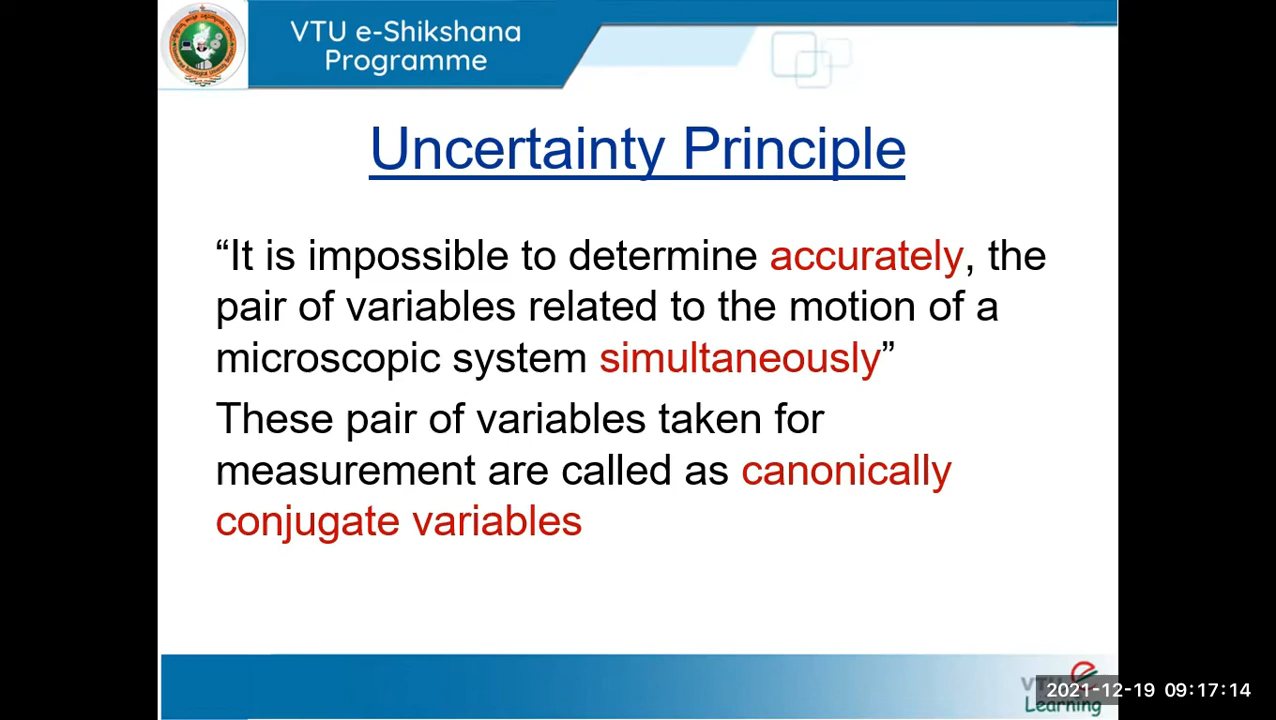 VTU e-Shikshana
Programme
Uncertainty Principle
“It is impossible to determine accurately, the
pair of variables related to the motion of a
microscopic system simultaneously”
These pair of variables taken for
measurement are called as canonically
conjugate variables
VTU e
2021-12-19 09:17:14
Learning